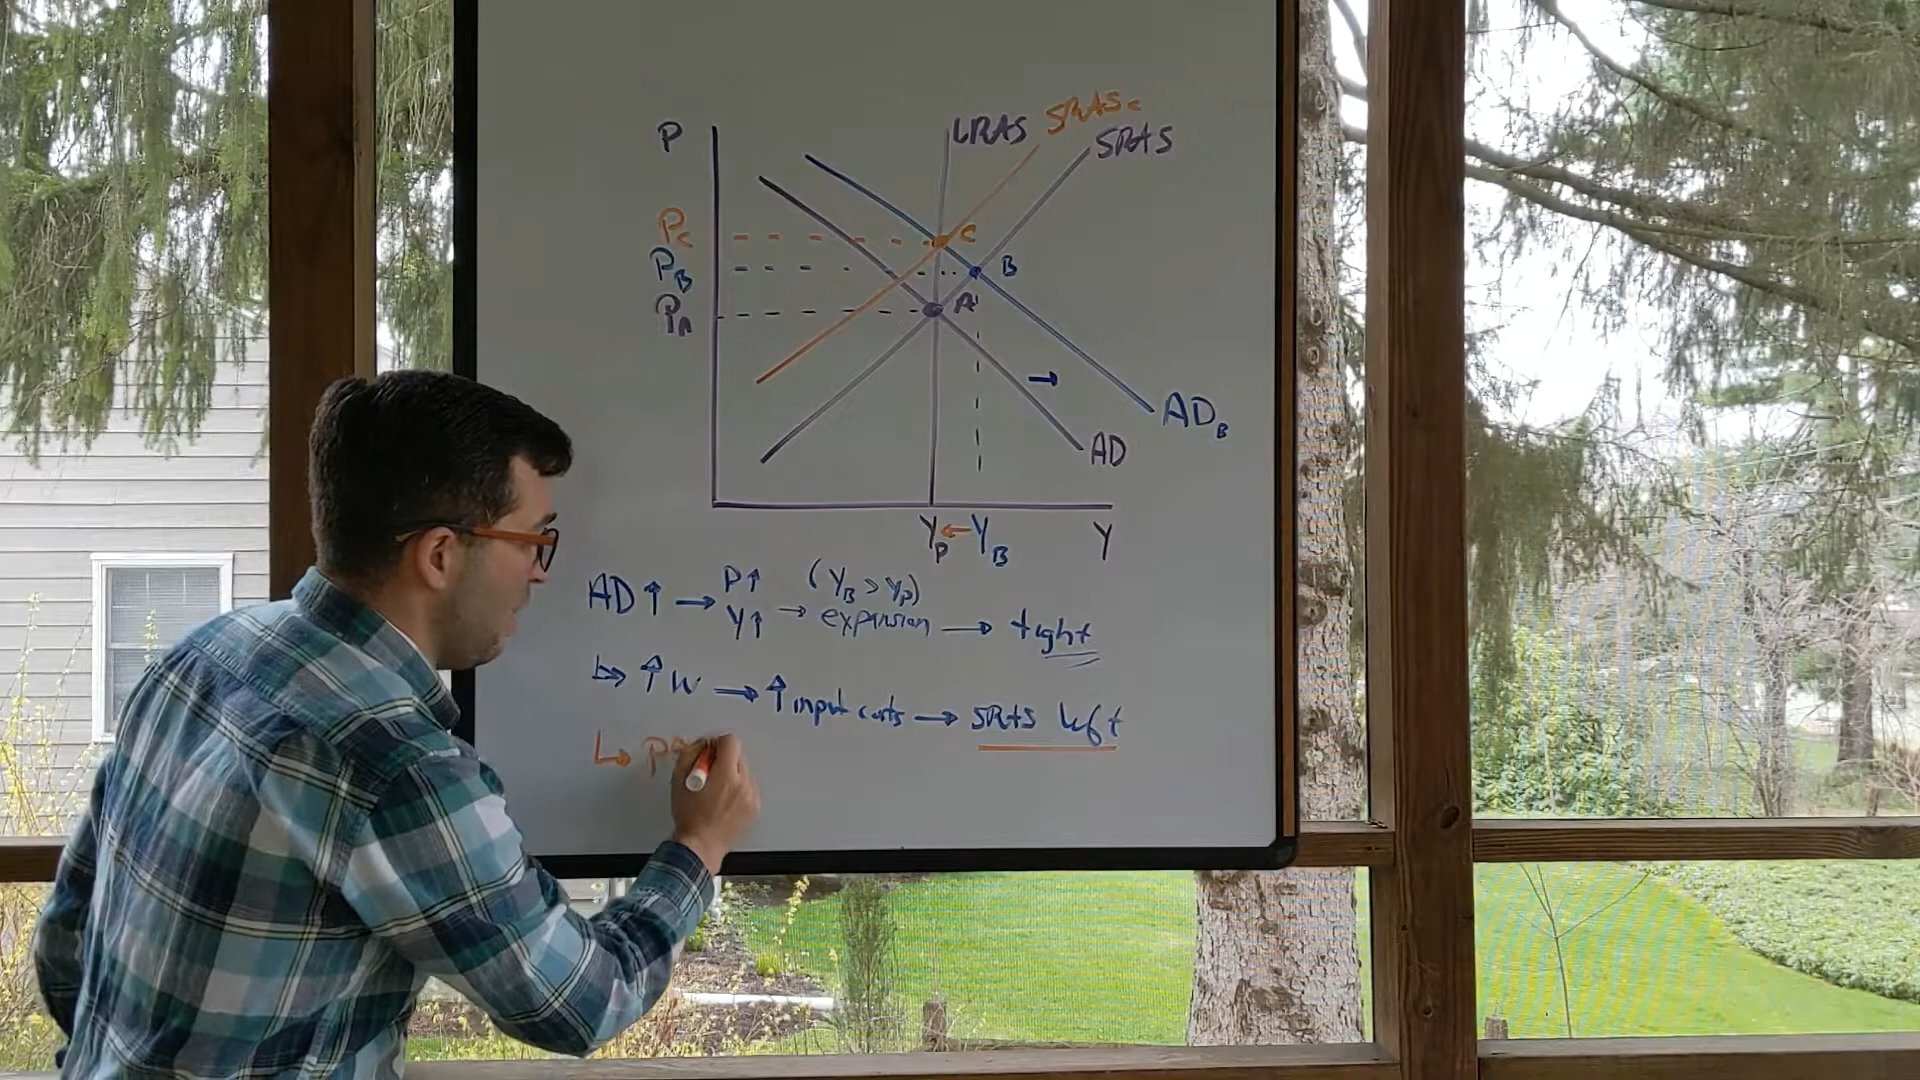 P
LRAS SRASc
SRAS
Pc
C
PB
B
PA
A
→
ADB
AD
YP ← YB
Y
AD↑ → P↑ (YB > YP)
Y↑ → expansion → tight
↳ ↑W → ↑ input costs → SRAS left
↳ P